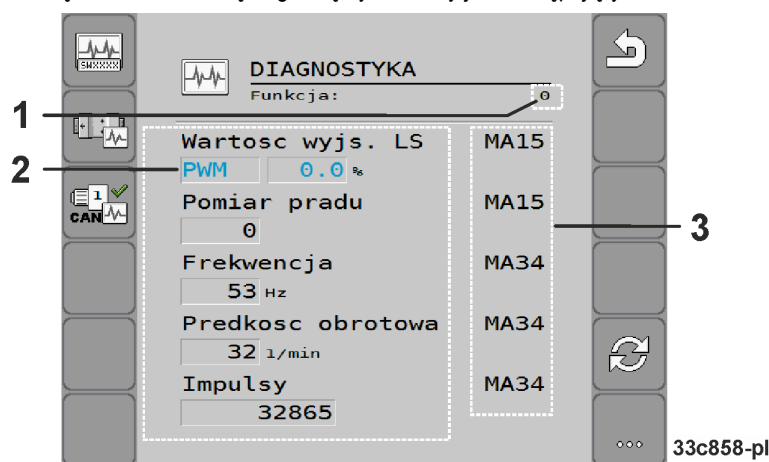 SWXXXX
DIAGNOSTYKA
Funkcja: 0
1
Wartosc wyjs. LS MA15
2
PWM 0.0 %
1
CAN
Pomiar pradu MA15
0
3
Frekwencja MA34
53 Hz
Predkosc obrotowa MA34
32 1/min
Impulsy MA34
32865
33c858-pl